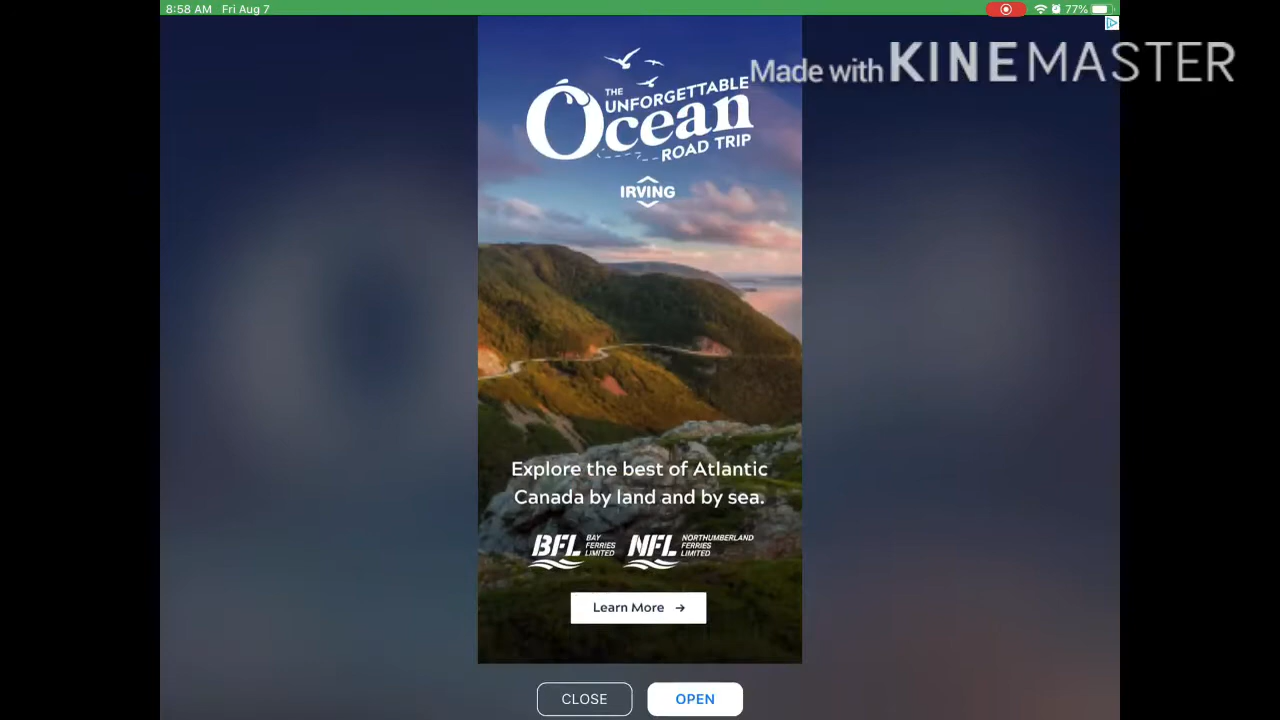 8:58 AM Fri Aug 7
77%
Made with KINEMASTER
THE
UNFORGETTABLE
Ocean
ROAD TRIP
IRVING
Explore the best of Atlantic
Canada by land and by sea.
BFL BAY FERRIES LIMITED
NFL NORTHUMBERLAND FERRIES LIMITED
Learn More →
CLOSE
OPEN